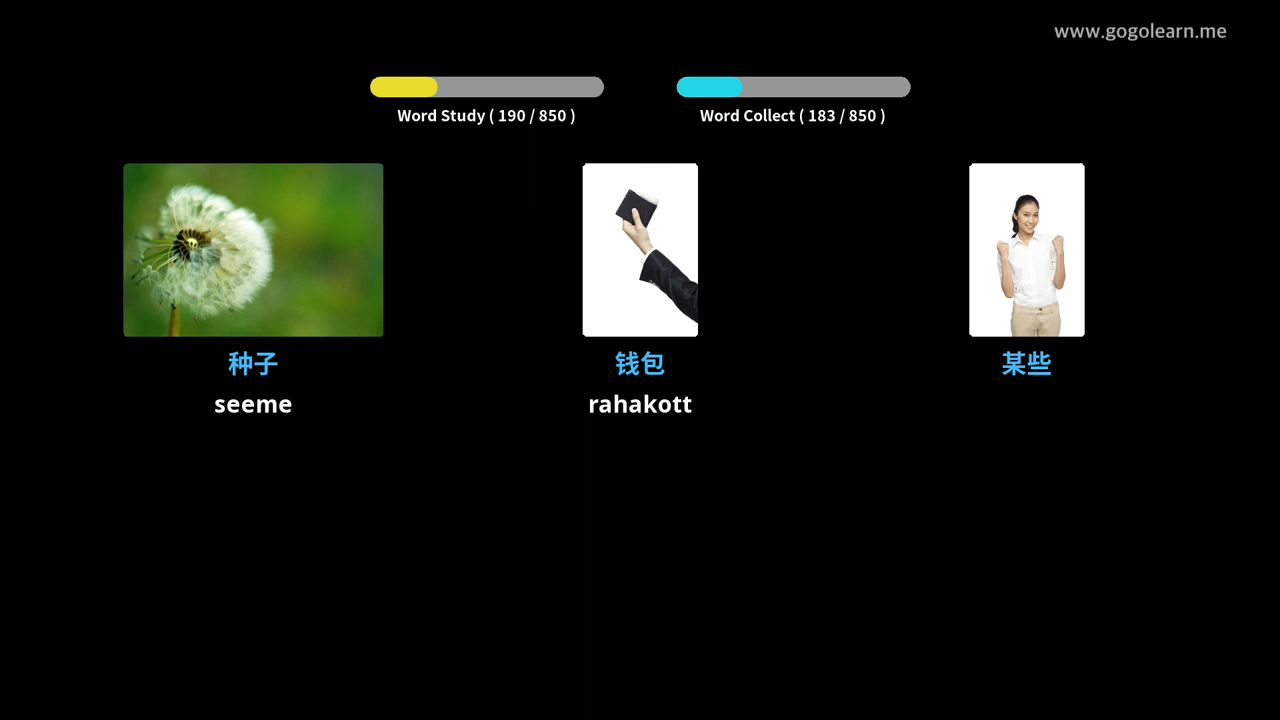 www.gogolearn.me
Word Study ( 190 / 850 )
Word Collect ( 183 / 850 )
种子
钱包
某些
seeme
rahakott